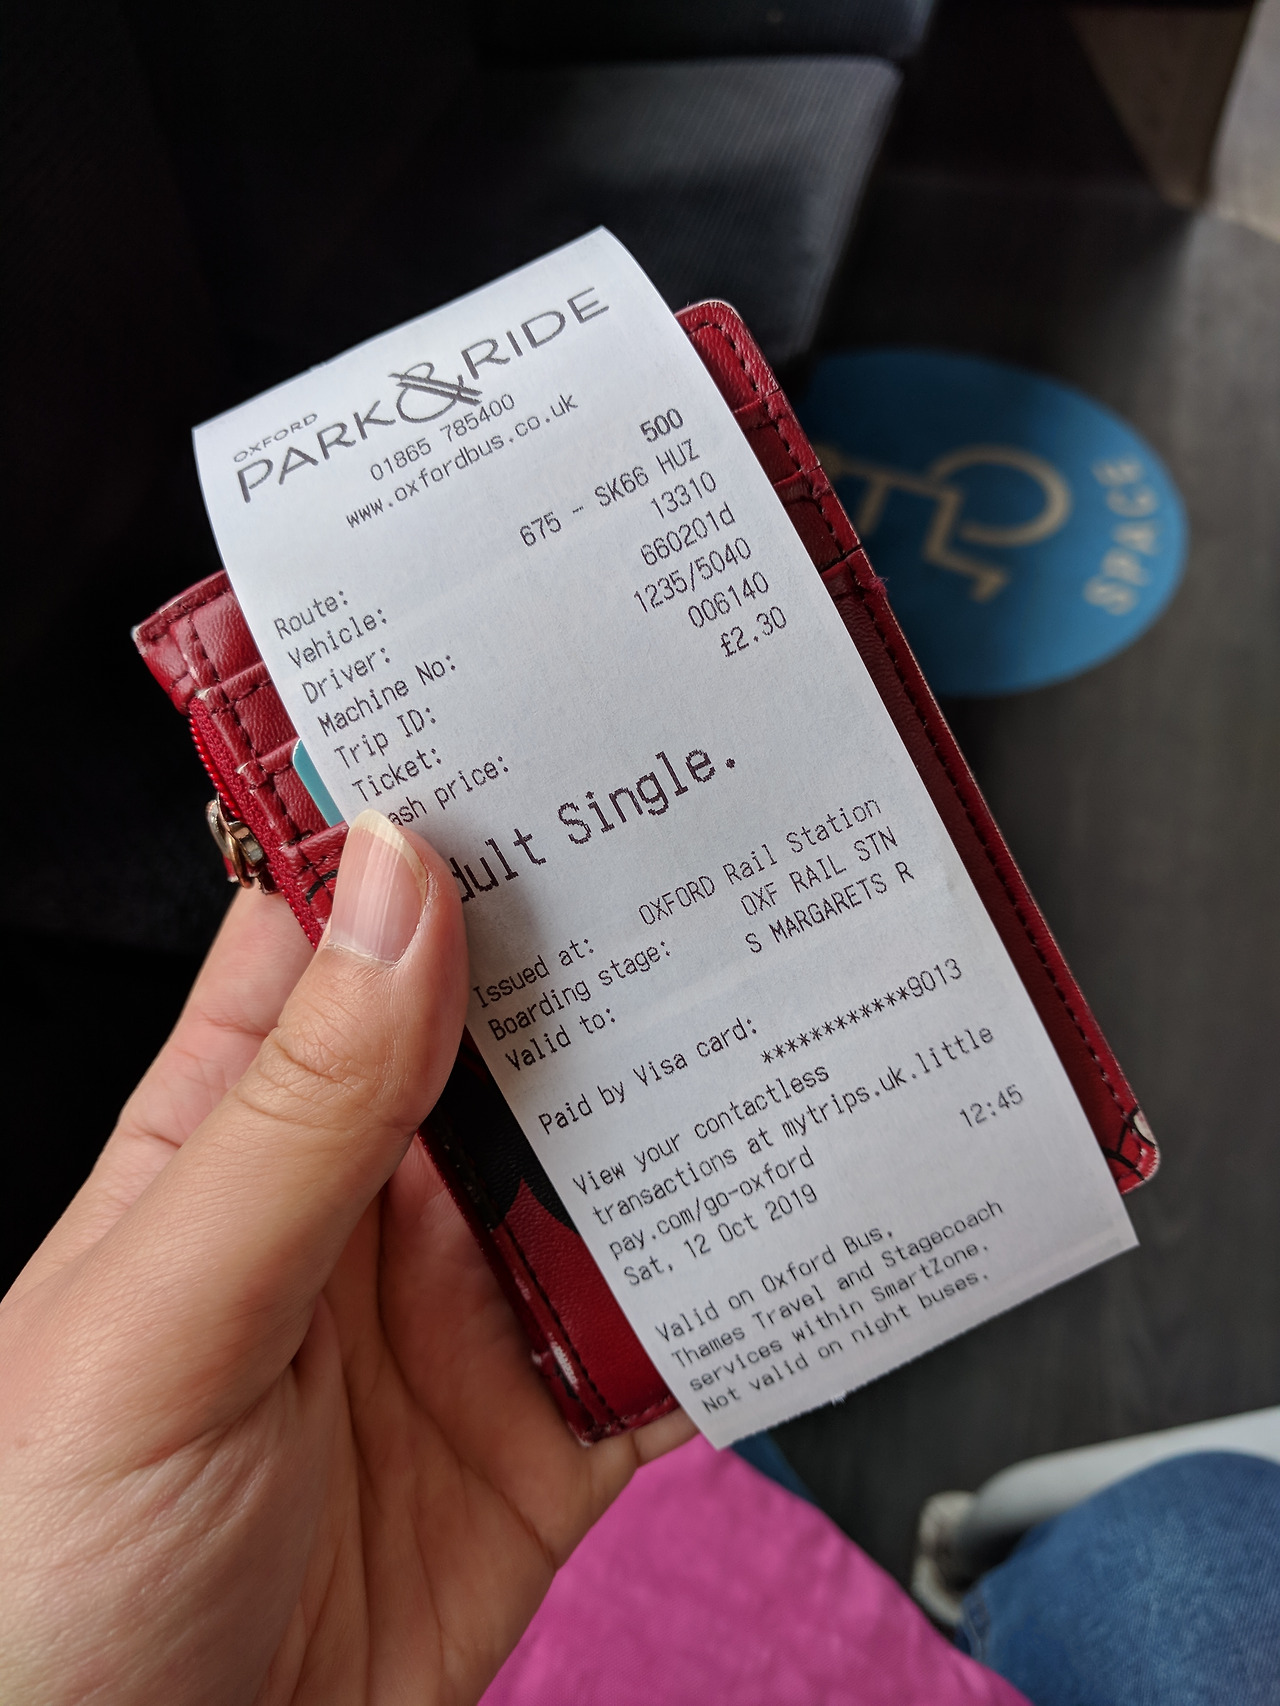 OXFORD
PARK & RIDE
01865 785400
www.oxfordbus.co.uk
Route: 500
Vehicle: 675 - SK66 HUZ
Driver: 13310
Machine No: 660201d
Trip ID: 1235/5040
Ticket: 006140
ash price: £2.30
dult Single.
Issued at: OXFORD Rail Station
Boarding stage: OXF RAIL STN
Valid to: S MARGARETS R
Paid by Visa card:
************9013
View your contactless
transactions at mytrips.uk.little
pay.com/go-oxford
Sat, 12 Oct 2019 12:45
Valid on Oxford Bus,
Thames Travel and Stagecoach
services within SmartZone.
Not valid on night buses.
SPACE